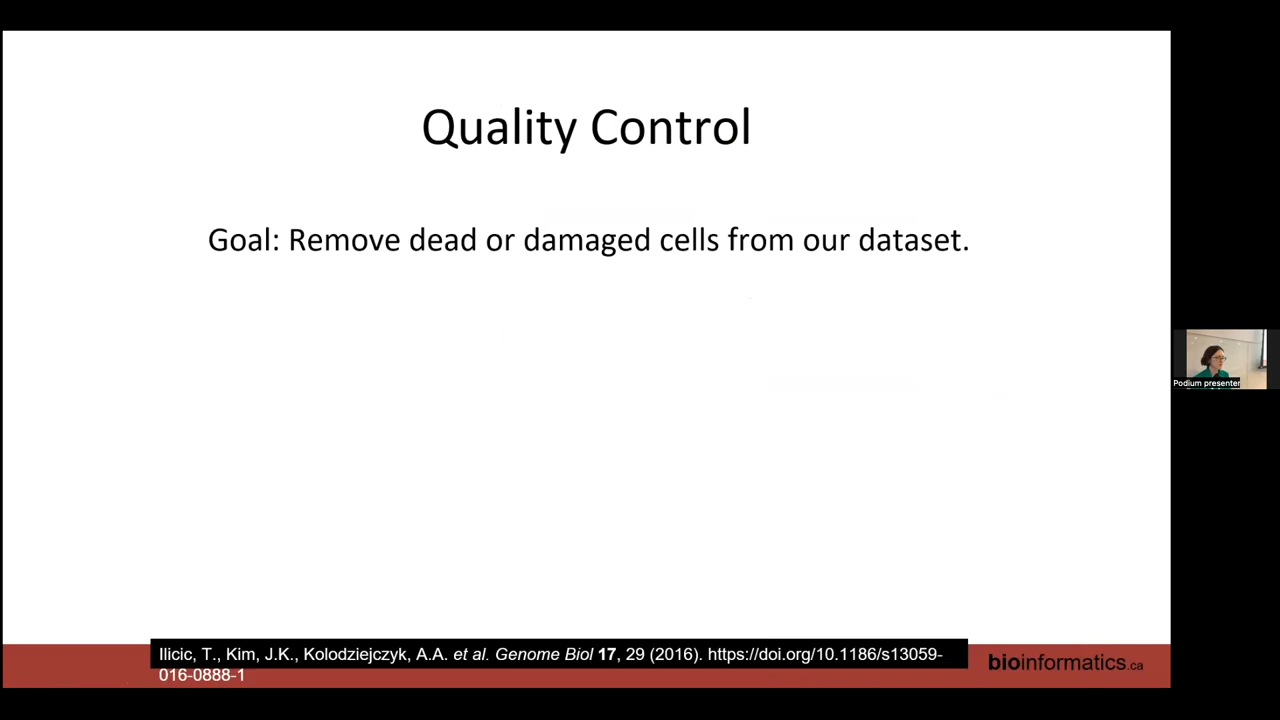 Quality Control
Goal: Remove dead or damaged cells from our dataset.
Podium presenter
Ilicic, T., Kim, J.K., Kolodziejczyk, A.A. et al. Genome Biol 17, 29 (2016). https://doi.org/10.1186/s13059-
016-0888-1
bioinformatics.ca